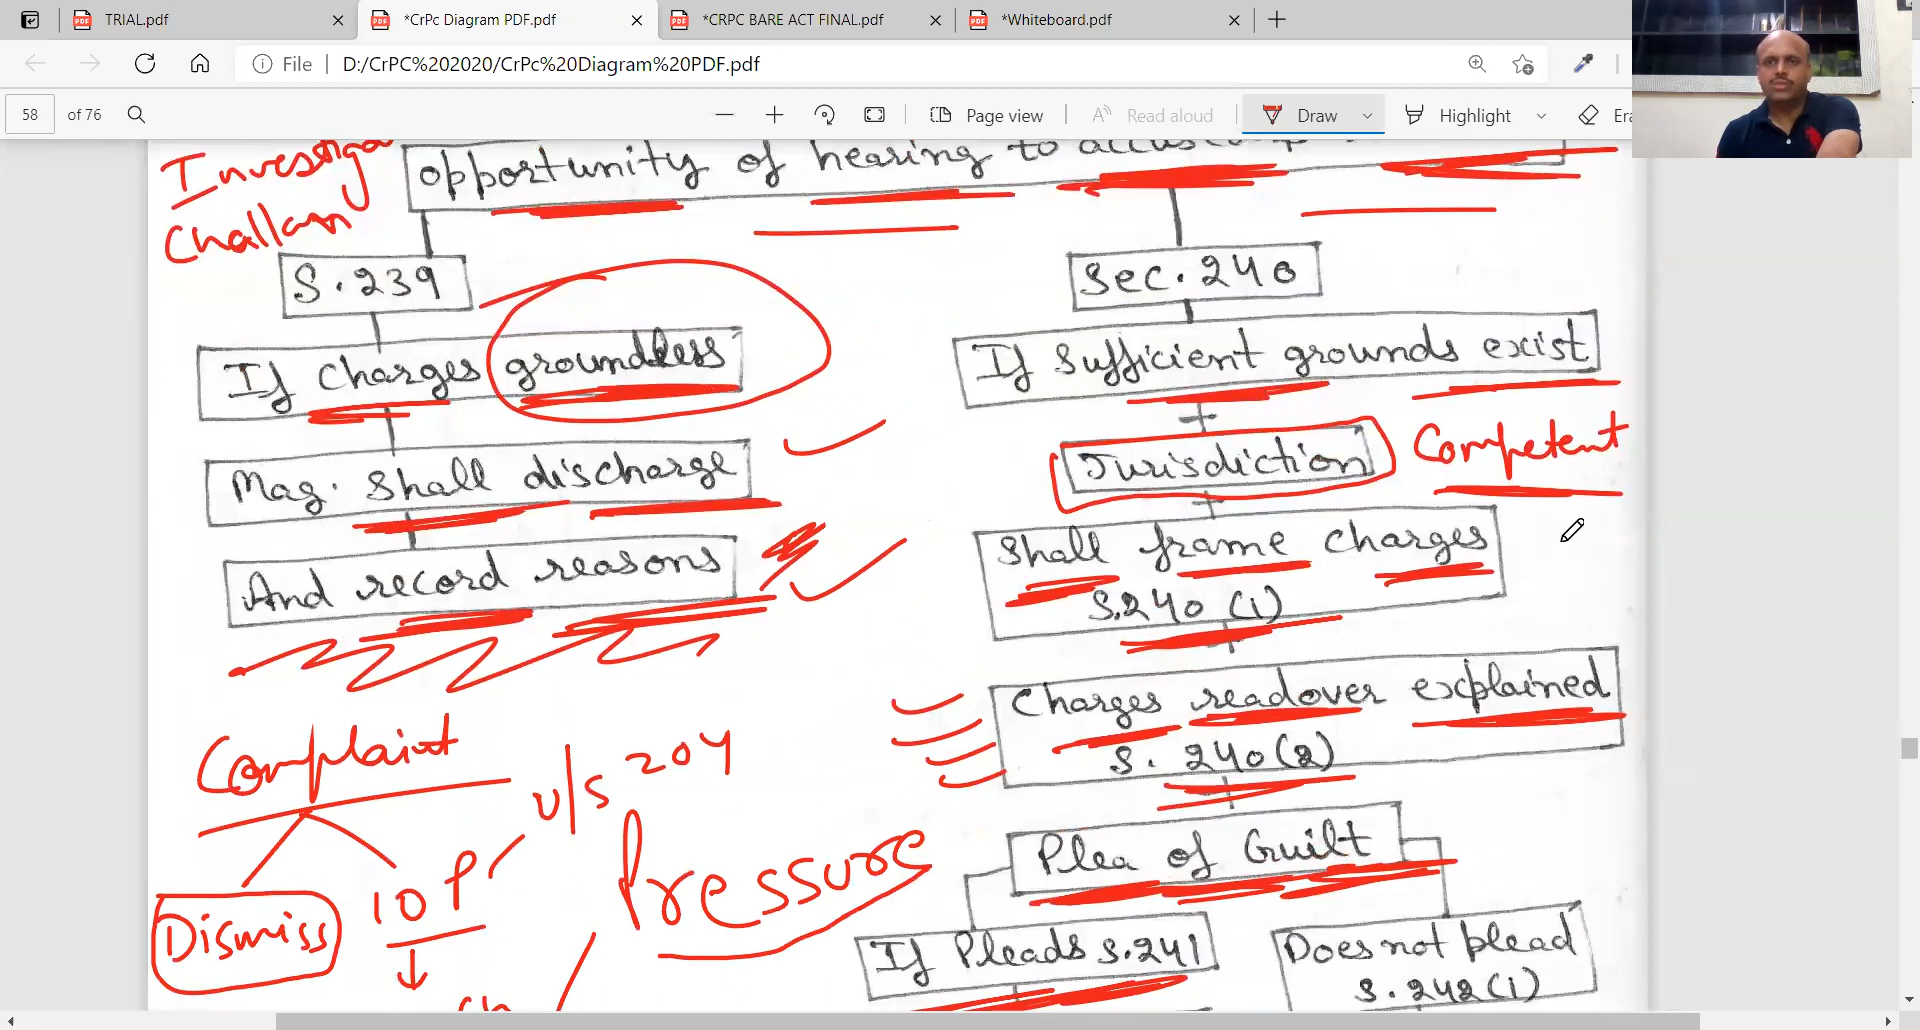 TRIAL.pdf
*CrPc Diagram PDF.pdf
*CRPC BARE ACT FINAL.pdf
*Whiteboard.pdf
File
D:/CrPC%202020/CrPc%20Diagram%20PDF.pdf
58 of 76
Page view
Read aloud
Draw
Highlight
Era
Investiga
Challan
opportunity of hearing to
S.239
Sec.240
If Charges groundless
If Sufficient grounds exist
Mag. Shall discharge
Jurisdiction
Competent
And record reasons
Shall frame Charges
S.240 (1)
Charges readover explained
S. 240(2)
Complaint
u/s 204
Pressure
Dismiss
10 P
Plea of Guilt
If Pleads S.241
Does not plead
S.242(1)
Ch